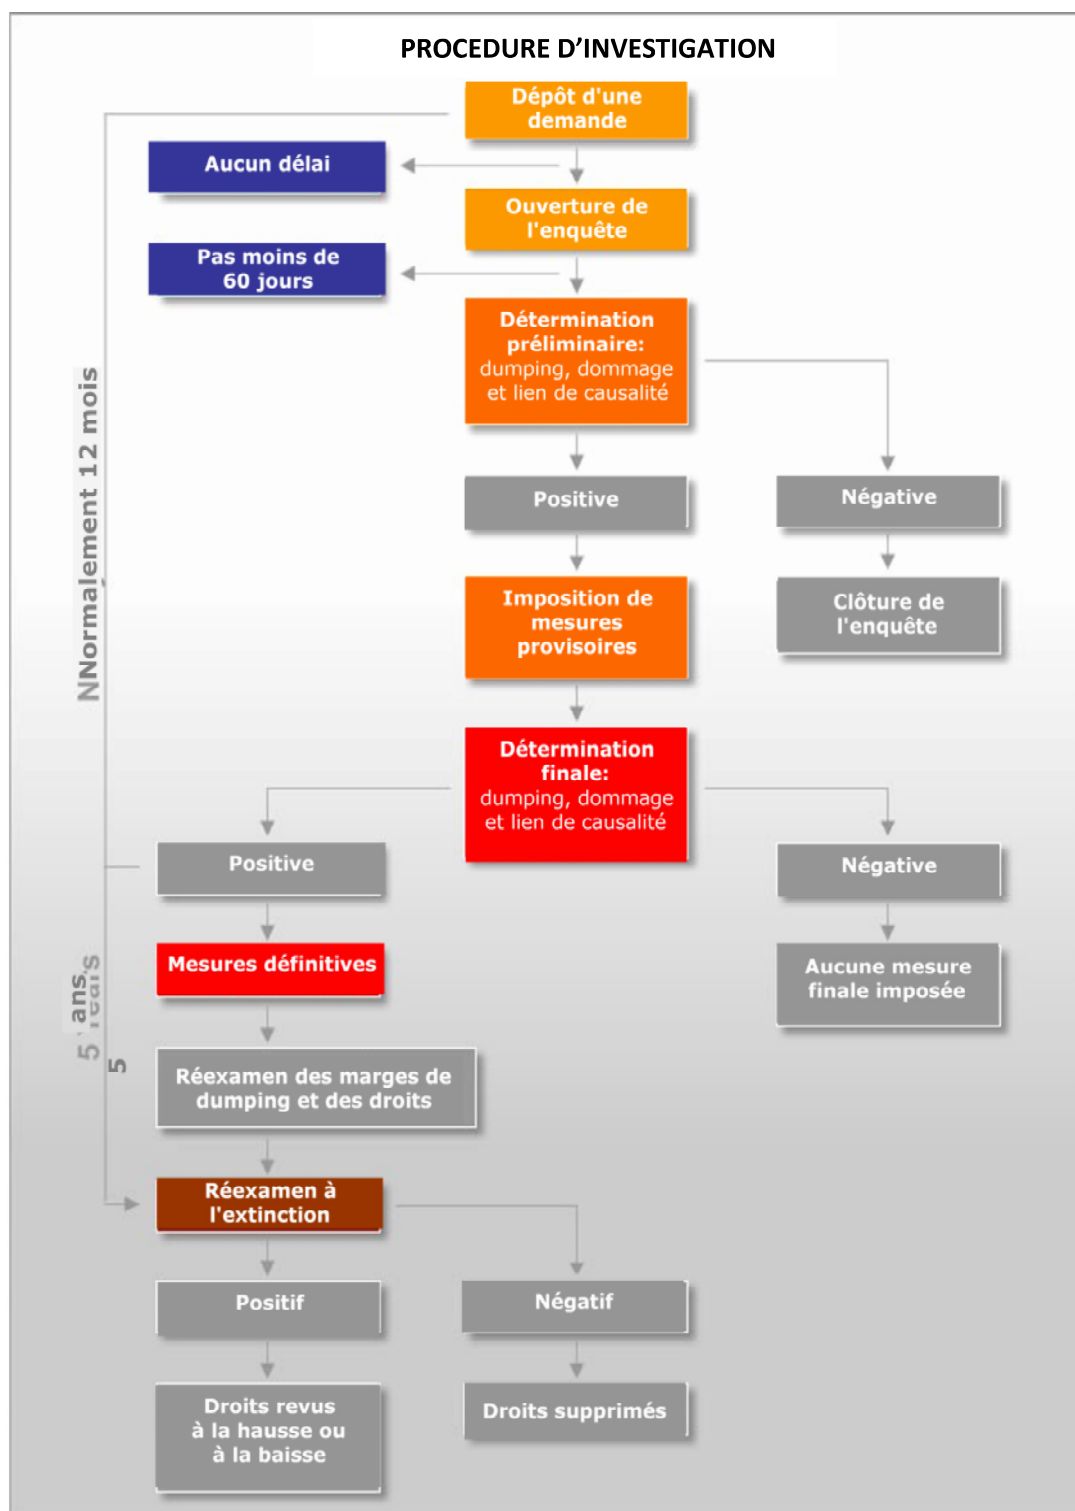 PROCEDURE D’INVESTIGATION
Dépôt d'une
demande
Aucun délai
Ouverture de
l'enquête
Pas moins de
60 jours
Détermination
préliminaire:
dumping, dommage
et lien de causalité
Normalement 12 mois
Positive
Négative
Imposition de
mesures
provisoires
Clôture de
l'enquête
Détermination
finale:
dumping, dommage
et lien de causalité
Positive
Négative
Mesures définitives
Aucune mesure
finale imposée
5 ans
5
Réexamen des marges de
dumping et des droits
Réexamen à
l'extinction
Positif
Négatif
Droits revus
à la hausse ou
à la baisse
Droits supprimés